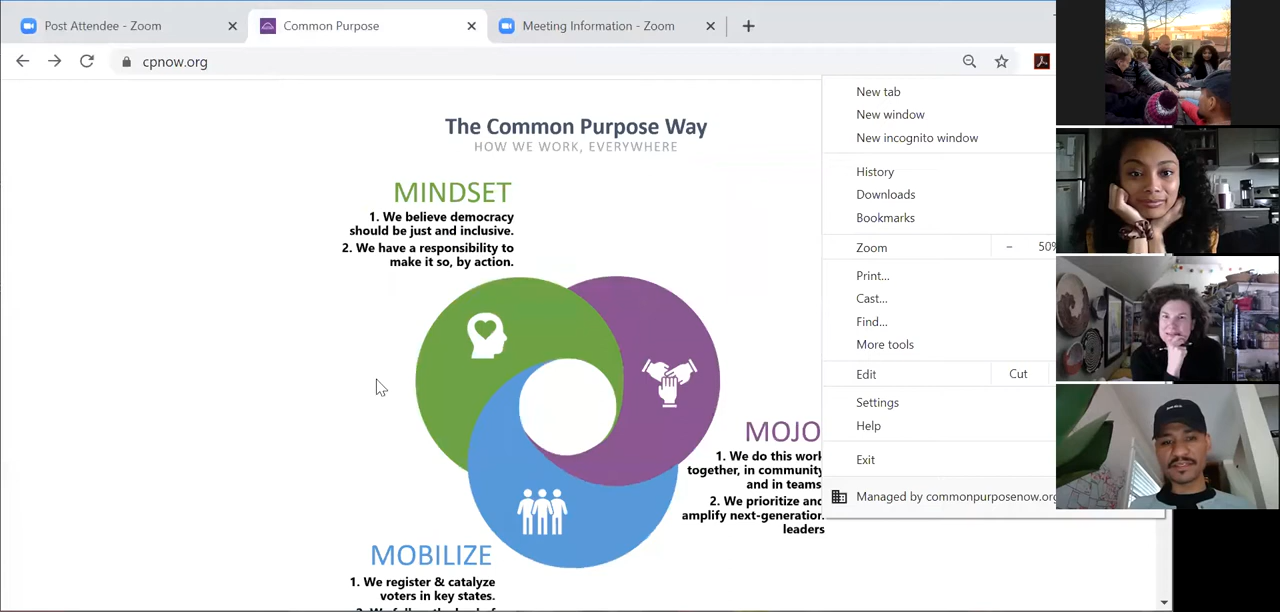 Post Attendee - Zoom
Common Purpose
Meeting Information - Zoom
cpnow.org
The Common Purpose Way
HOW WE WORK, EVERYWHERE
MINDSET
1. We believe democracy
should be just and inclusive.
2. We have a responsibility to
make it so, by action.
MOJO
1. We do this work
together, in community
and in teams
2. We prioritize and
amplify next-generation
leaders
MOBILIZE
1. We register & catalyze
voters in key states.
New tab
New window
New incognito window
History
Downloads
Bookmarks
Zoom
– 50%
Print...
Cast...
Find...
More tools
Edit
Cut
Settings
Help
Exit
Managed by commonpurposenow.org